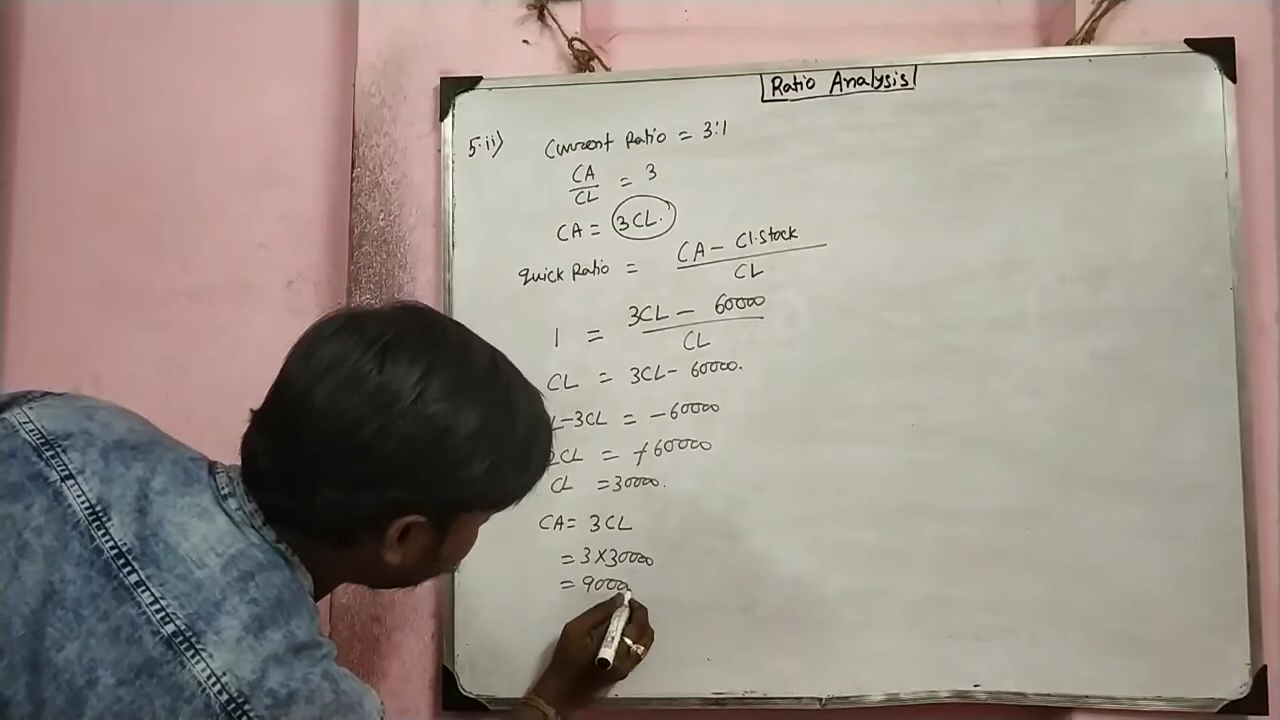 Ratio Analysis
5.ii) Current Ratio = 3:1
CA/CL = 3
CA = 3CL.
Quick Ratio = CA - Cl.stock / CL
1 = 3CL - 60000 / CL
CL = 3CL - 60000.
-3CL = -60000
2CL = +60000
CL = 30000.
CA = 3CL
= 3×30000
= 9000